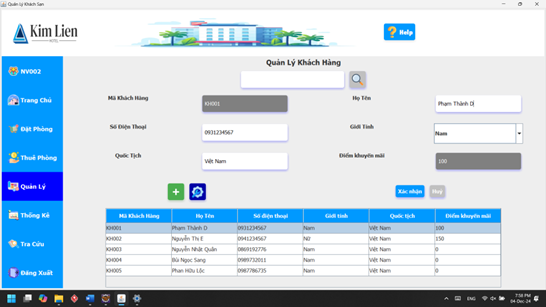 Quản Lý Khách San
Kim Lien
HOTEL
Help
NV002
Trang Chủ
Đặt Phòng
Thuê Phòng
Quản Lý
Thống Kê
Tra Cứu
Đăng Xuất
Quản Lý Khách Hàng
Mã Khách Hàng
KH001
Họ Tên
Phạm Thành D
Số Điện Thoại
0931234567
Giới Tính
Nam
Quốc Tịch
Việt Nam
Điểm khuyến mãi
100
Xác nhận
Huỷ
Mã Khách Hàng Họ Tên Số điện thoại Giới tính Quốc tịch Điểm khuyến mãi
KH001 Phạm Thành D 0931234567 Nam Việt Nam 100
KH002 Nguyễn Thị E 0941234567 Nữ Việt Nam 150
KH003 Nguyễn Nhật Quân 0869192776 Nam Việt Nam 0
KH004 Bùi Ngọc Sang 0989732011 Nam Việt Nam 0
KH005 Phan Hữu Lộc 0987786735 Nam Việt Nam 0
ENG
7:58 PM
04-Dec-24